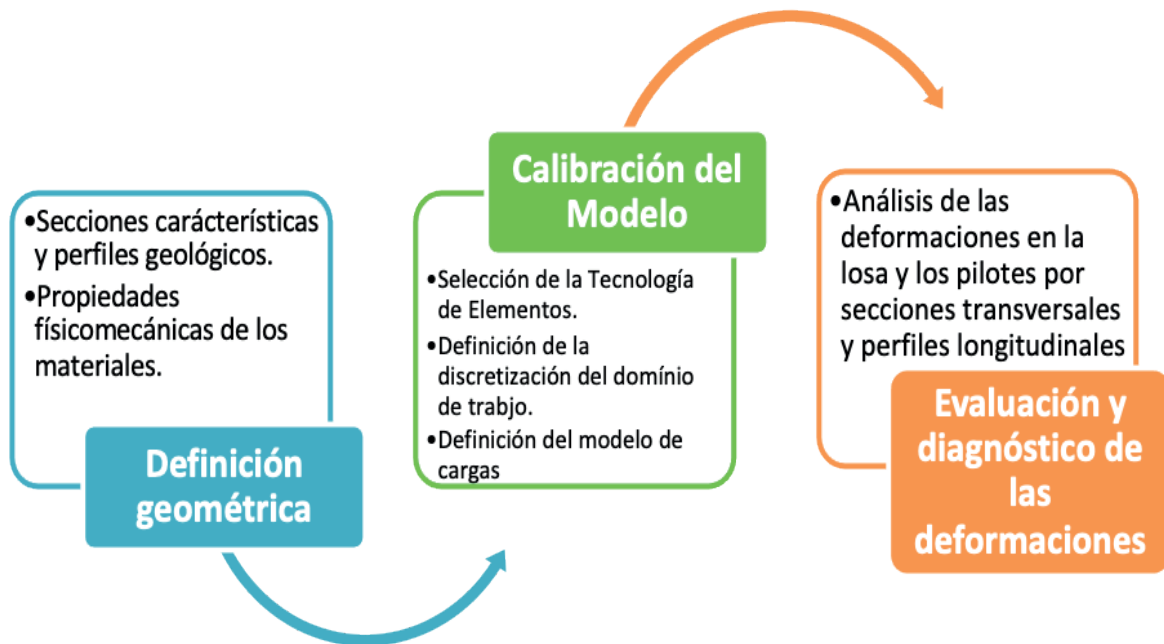 •Secciones carácterísticas
y perfiles geológicos.
•Propiedades
físicomecánicas de los
materiales.
Definición
geométrica
Calibración del
Modelo
•Selección de la Tecnología
de Elementos.
•Definición de la
discretización del domínio
de trabjo.
•Definición del modelo de
cargas
•Análisis de las
deformaciones en la
losa y los pilotes por
secciones transversales
y perfiles longitudinales
Evaluación y
diagnóstico de
las
deformaciones